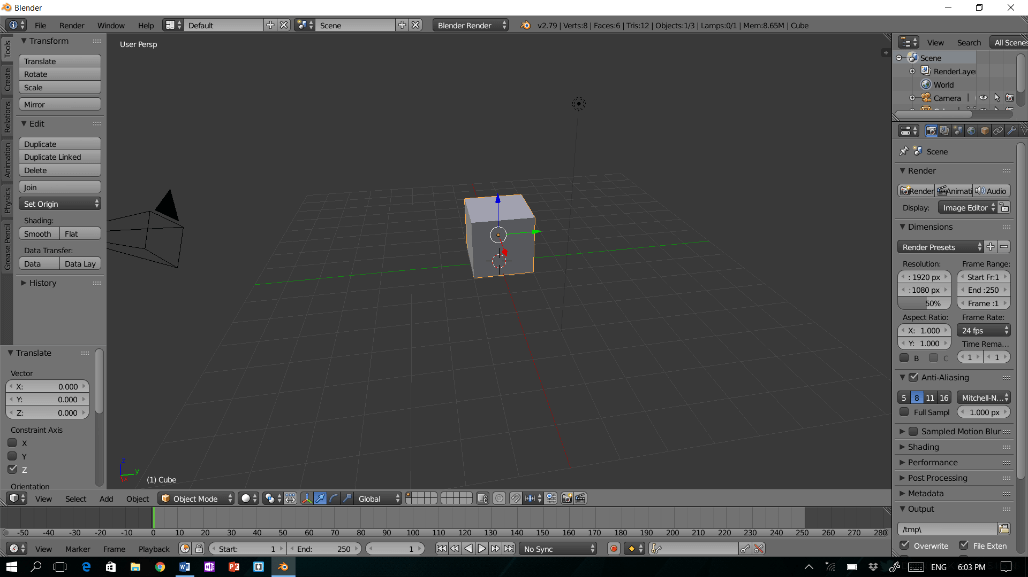 Blender
File Render Window Help Default Scene Blender Render v2.79 | Verts:8 | Faces:6 | Tris:12 | Objects:1/3 | Lamps:0/1 | Mem:8.65M | Cube
Tools
Create
Relations
Animation
Physics
Grease Pencil
Transform
Translate
Rotate
Scale
Mirror
Edit
Duplicate
Duplicate Linked
Delete
Join
Set Origin
Shading:
Smooth Flat
Data Transfer:
Data Data Lay
History
Translate
Vector
X: 0.000
Y: 0.000
Z: 0.000
Constraint Axis
X
Y
Z
Orientation
User Persp
z
y
(1) Cube
View Select Add Object Object Mode Global
View Search All Scenes
Scene
RenderLaye
World
Camera
Scene
Render
Render Animati Audio
Display: Image Editor
Dimensions
Render Presets
Resolution: Frame Range:
: 1920 px Start Fr:1
: 1080 px End :250
50% Frame :1
Aspect Ratio: Frame Rate:
X: 1.000 24 fps
Y: 1.000 Time Rema...
B C 1 1
Anti-Aliasing
5 8 11 16 Mitchell-N...
Full Sampl 1.000 px
Sampled Motion Blur
Shading
Performance
Post Processing
Metadata
Output
/tmp\
Overwrite File Exten
-50 -40 -30 -20 -10 0 10 20 30 40 50 60 70 80 90 100 110 120 130 140 150 160 170 180 190 200 210 220 230 240 250 260 270 280
View Marker Frame Playback Start: 1 End: 250 1 No Sync
ENG 6:03 PM